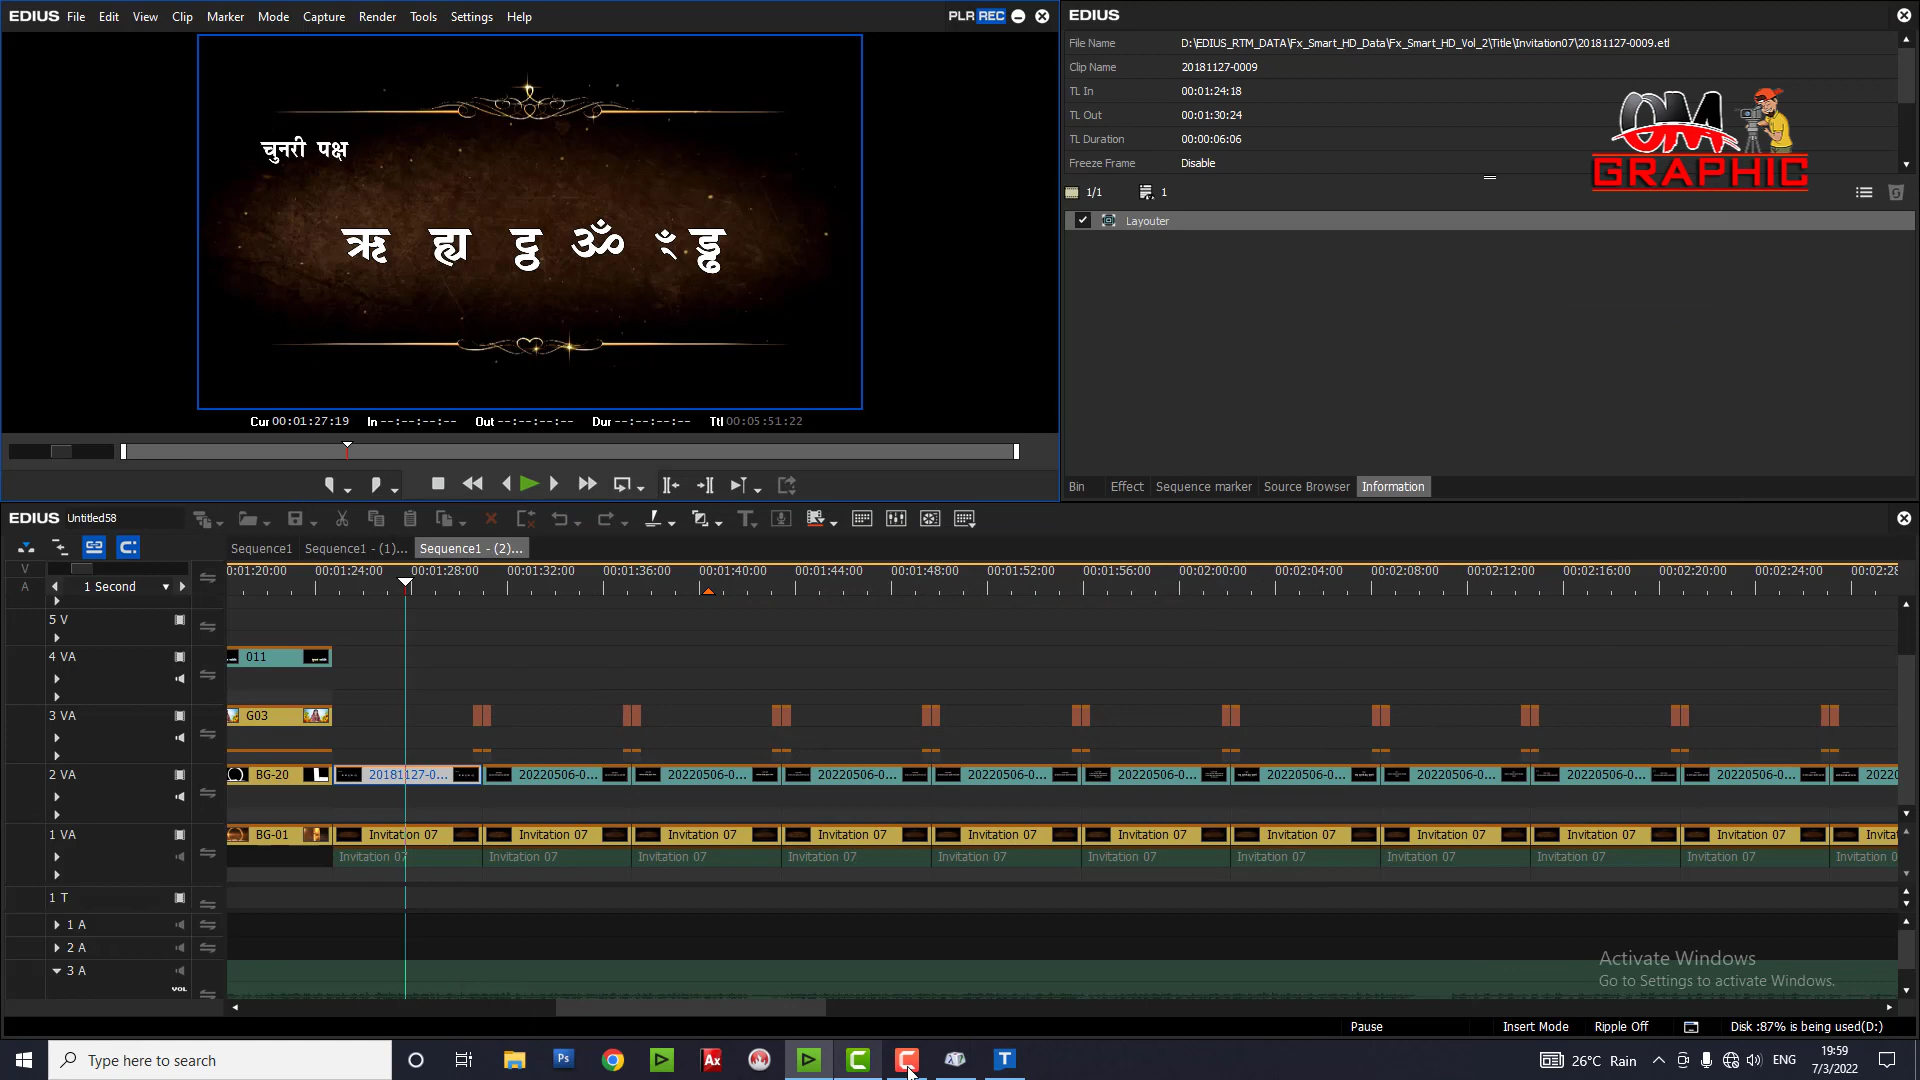 EDIUS File Edit View Clip Marker Mode Capture Render Tools Settings Help PLR REC
चुनरी पक्ष
ऋ ह्य ट्ठ ॐ ँः ड्ढ
Cur 00:01:27:19 In --:--:--:-- Out --:--:--:-- Dur --:--:--:-- Ttl 00:05:51:22
EDIUS
File Name D:\EDIUS_RTM_DATA\Fx_Smart_HD_Data\Fx_Smart_HD_Vol_2\Title\Invitation07\20181127-0009.etl
Clip Name 20181127-0009
TL In 00:01:24:18
TL Out 00:01:30:24
TL Duration 00:00:06:06
Freeze Frame Disable
OM
GRAPHIC
1/1 1
Layouter
Bin Effect Sequence marker Source Browser Information
EDIUS Untitled58
Sequence1 Sequence1 - (1)... Sequence1 - (2)...
V
A 1 Second
0:01:20:00 00:01:24:00 00:01:28:00 00:01:32:00 00:01:36:00 00:01:40:00 00:01:44:00 00:01:48:00 00:01:52:00 00:01:56:00 00:02:00:00 00:02:04:00 00:02:08:00 00:02:12:00 00:02:16:00 00:02:20:00 00:02:24:00 00:02:28
5 V
4 VA 011
3 VA G03
2 VA BG-20 20181127-0... 20220506-0... 20220506-0... 20220506-0... 20220506-0... 20220506-0... 20220506-0... 20220506-0... 20220506-0... 20220506-0... 20220
1 VA BG-01 Invitation 07 Invitation 07 Invitation 07 Invitation 07 Invitation 07 Invitation 07 Invitation 07 Invitation 07 Invitation 07 Invitation 07 Invita
Invitation 07 Invitation 07 Invitation 07 Invitation 07 Invitation 07 Invitation 07 Invitation 07 Invitation 07 Invitation 07 Invitation 07 Invitation 0
1 T
1 A
2 A
3 A
VOL
Activate Windows
Go to Settings to activate Windows.
Pause Insert Mode Ripple Off Disk :87% is being used(D:)
Type here to search
26°C Rain ENG
19:59
7/3/2022